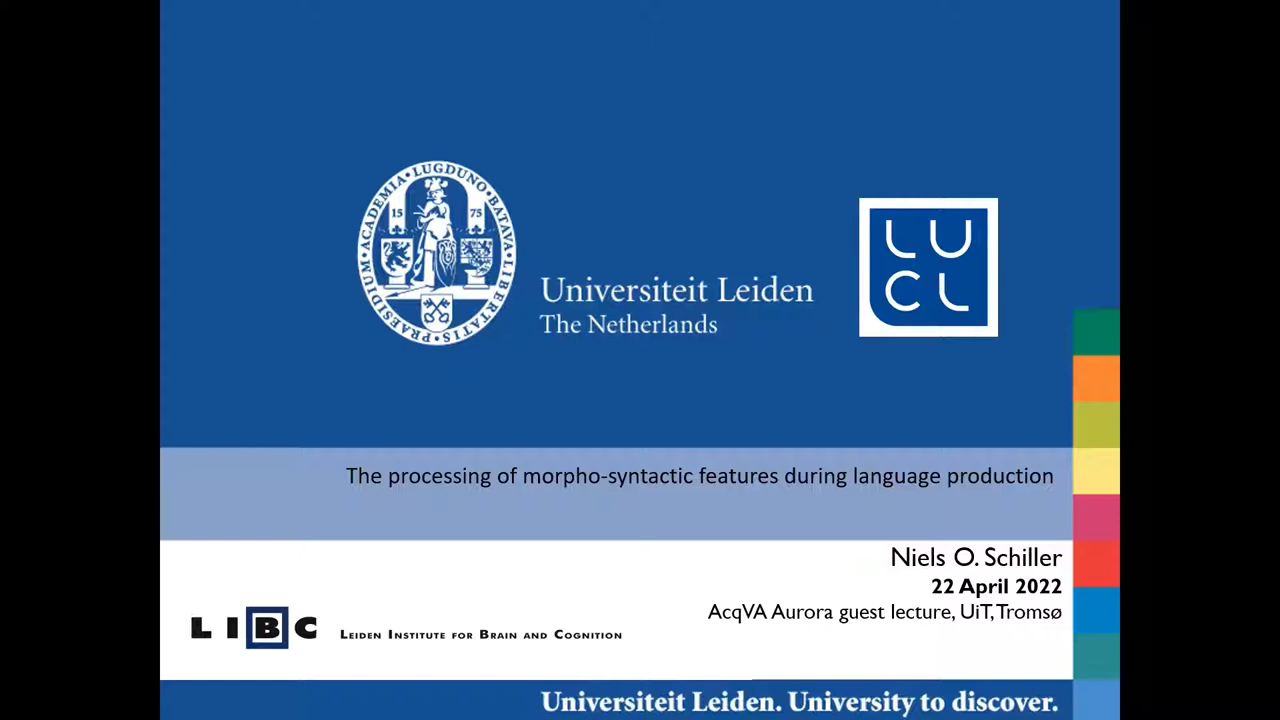 ACADEMIA · LUGDUNO · BATAVA · LIBERTATIS · PRAESIDIUM ·
15 75
Universiteit Leiden
The Netherlands
LU
CL
The processing of morpho-syntactic features during language production
Niels O. Schiller
22 April 2022
AcqVA Aurora guest lecture, UiT, Tromsø
LIBC Leiden Institute for Brain and Cognition
Universiteit Leiden. University to discover.